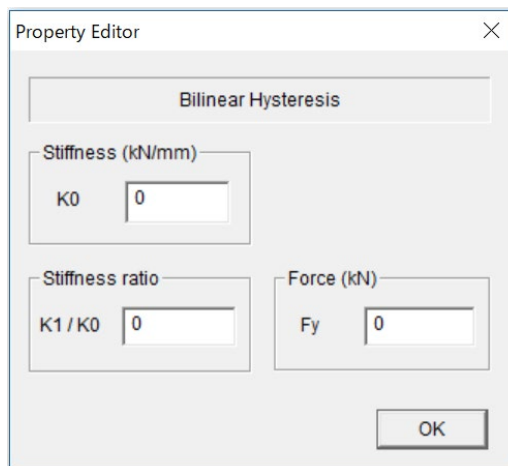 Property Editor
Bilinear Hysteresis
Stiffness (kN/mm)
K0 0
Stiffness ratio
K1 / K0 0
Force (kN)
Fy 0
OK